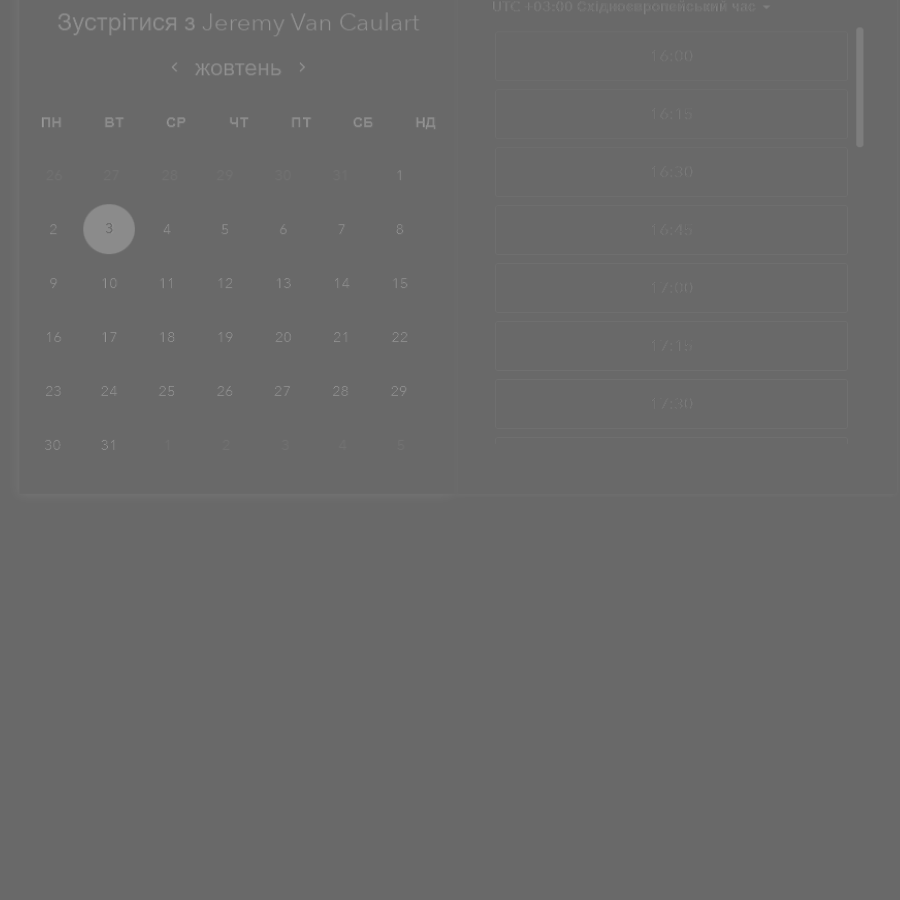 Зустрітися з Jeremy Van Caulart
жовтень
ПН ВТ СР ЧТ ПТ СБ НД
26 27 28 29 30 31 1
2 3 4 5 6 7 8
9 10 11 12 13 14 15
16 17 18 19 20 21 22
23 24 25 26 27 28 29
30 31 1 2 3 4 5
UTC +03:00 Східноєвропейський час
16:00
16:15
16:30
16:45
17:00
17:15
17:30